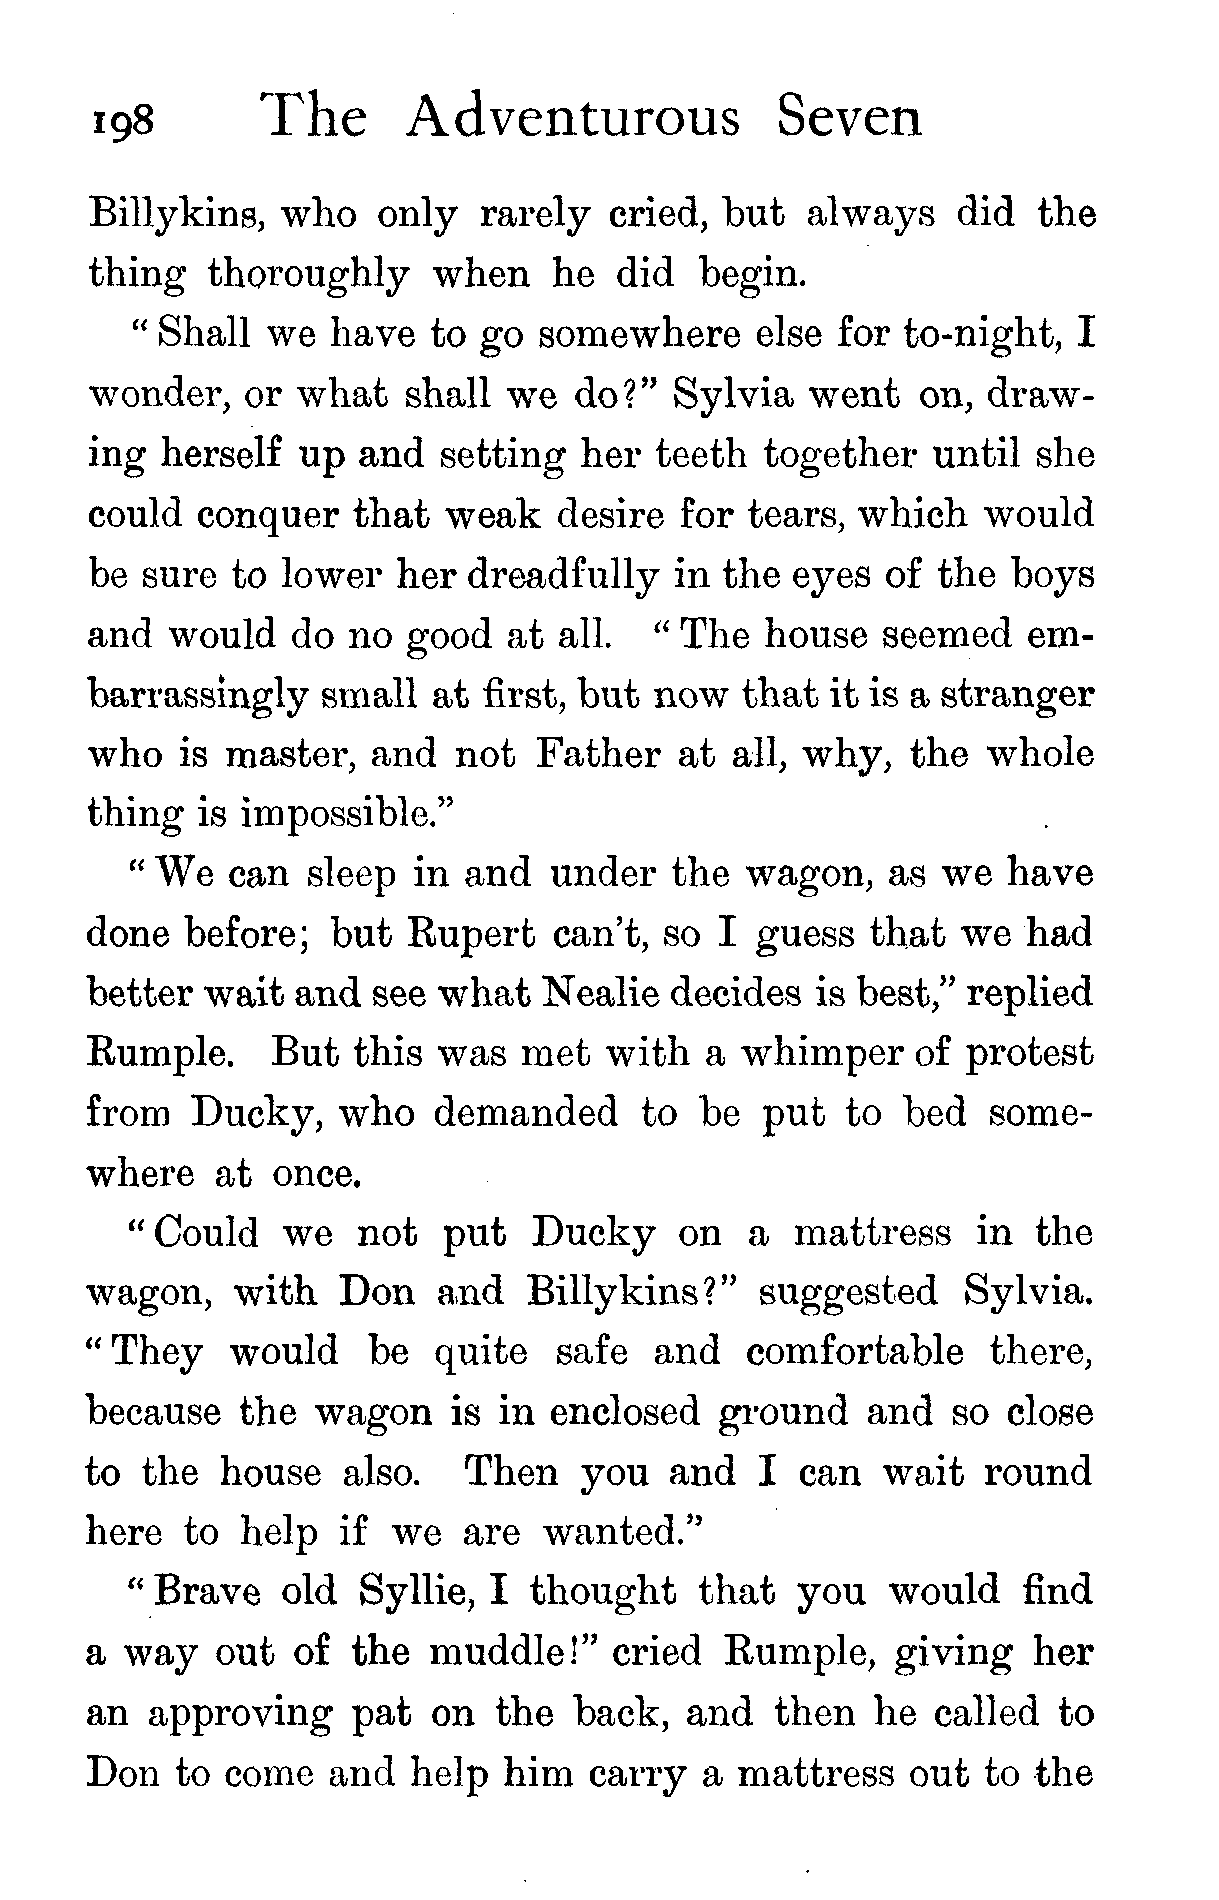 198 The Adventurous Seven
Billykins, who only rarely cried, but always did the
thing thoroughly when he did begin.
“Shall we have to go somewhere else for to-night, I
wonder, or what shall we do?” Sylvia went on, draw-
ing herself up and setting her teeth together until she
could conquer that weak desire for tears, which would
be sure to lower her dreadfully in the eyes of the boys
and would do no good at all. “The house seemed em-
barrassingly small at first, but now that it is a stranger
who is master, and not Father at all, why, the whole
thing is impossible.”
“We can sleep in and under the wagon, as we have
done before; but Rupert can’t, so I guess that we had
better wait and see what Nealie decides is best,” replied
Rumple. But this was met with a whimper of protest
from Ducky, who demanded to be put to bed some-
where at once.
“Could we not put Ducky on a mattress in the
wagon, with Don and Billykins?” suggested Sylvia.
“They would be quite safe and comfortable there,
because the wagon is in enclosed ground and so close
to the house also. Then you and I can wait round
here to help if we are wanted.”
“Brave old Syllie, I thought that you would find
a way out of the muddle!” cried Rumple, giving her
an approving pat on the back, and then he called to
Don to come and help him carry a mattress out to the